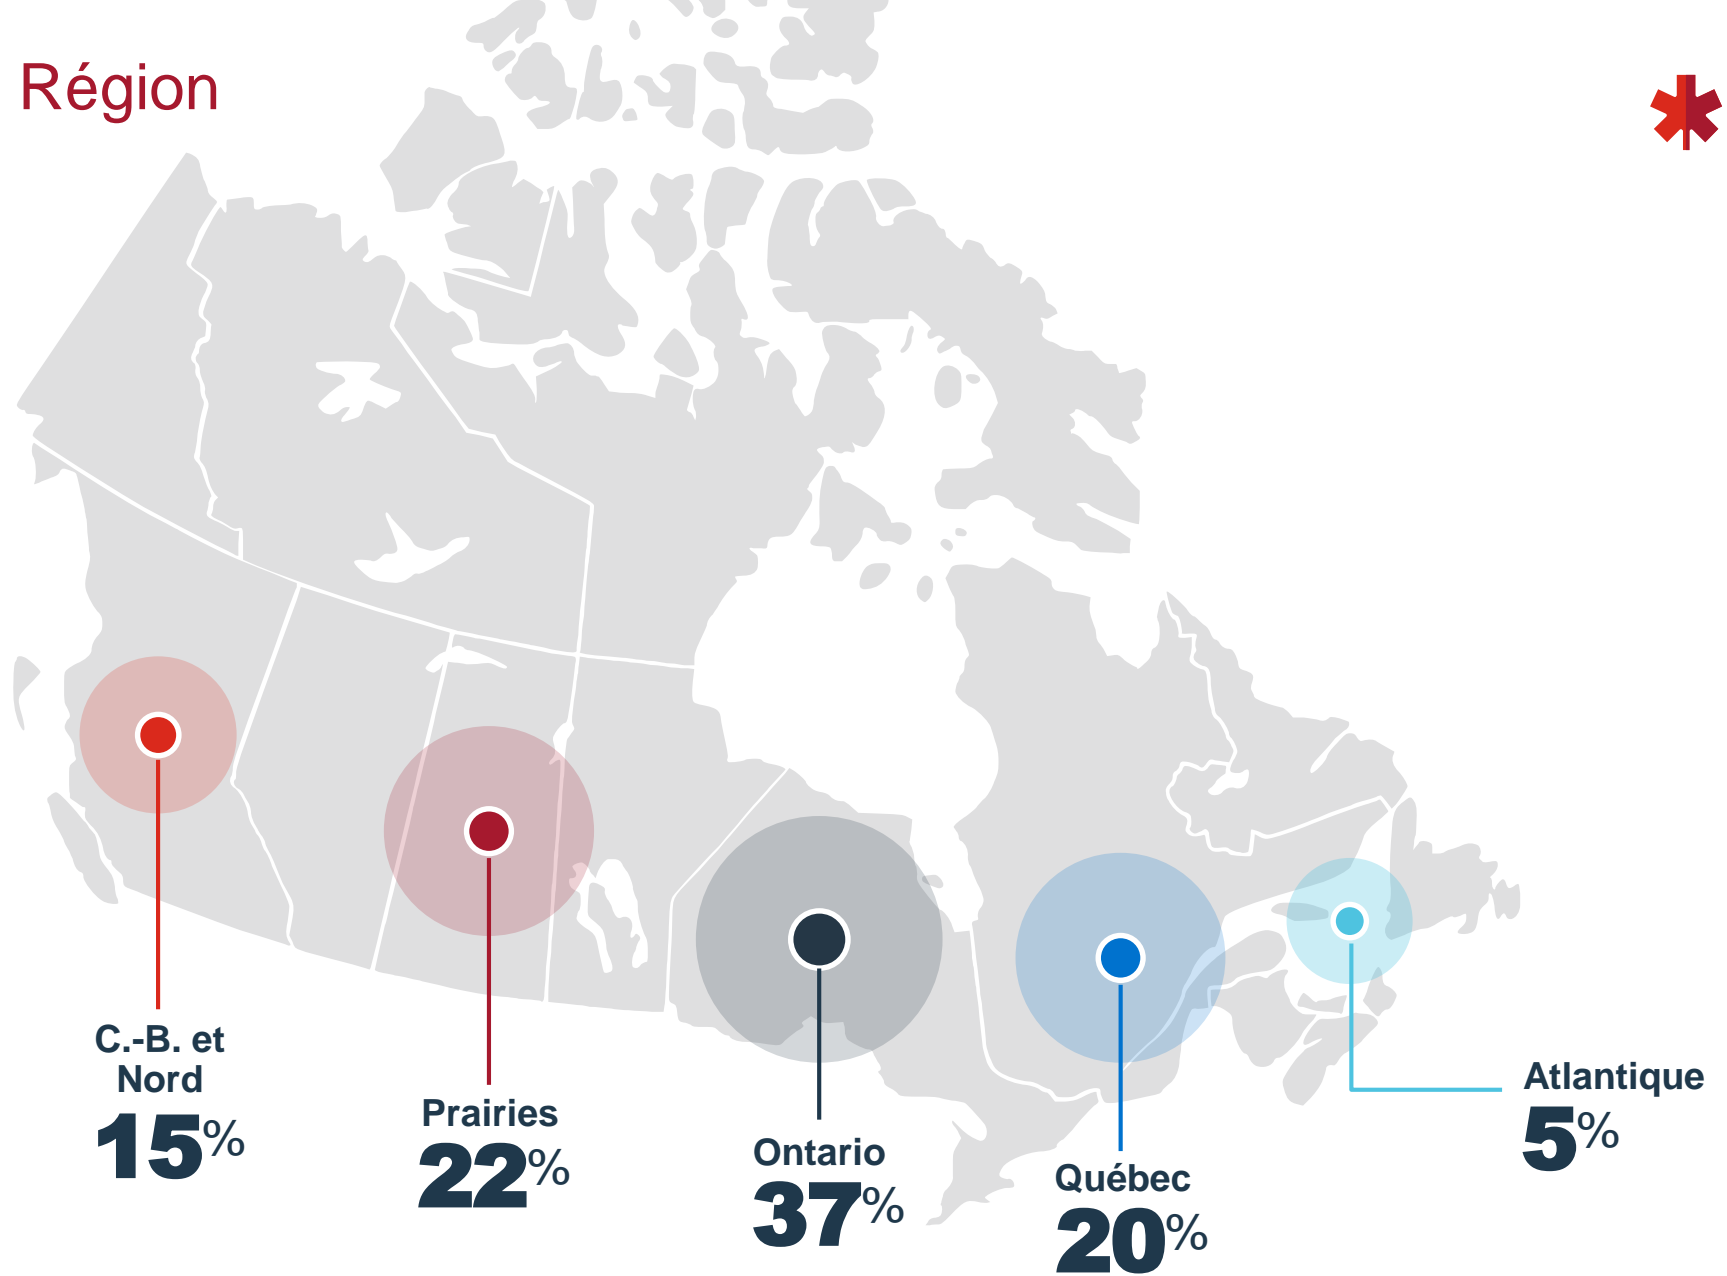 Région
C.-B. et
Nord
15%
Prairies
22%
Ontario
37%
Québec
20%
Atlantique
5%